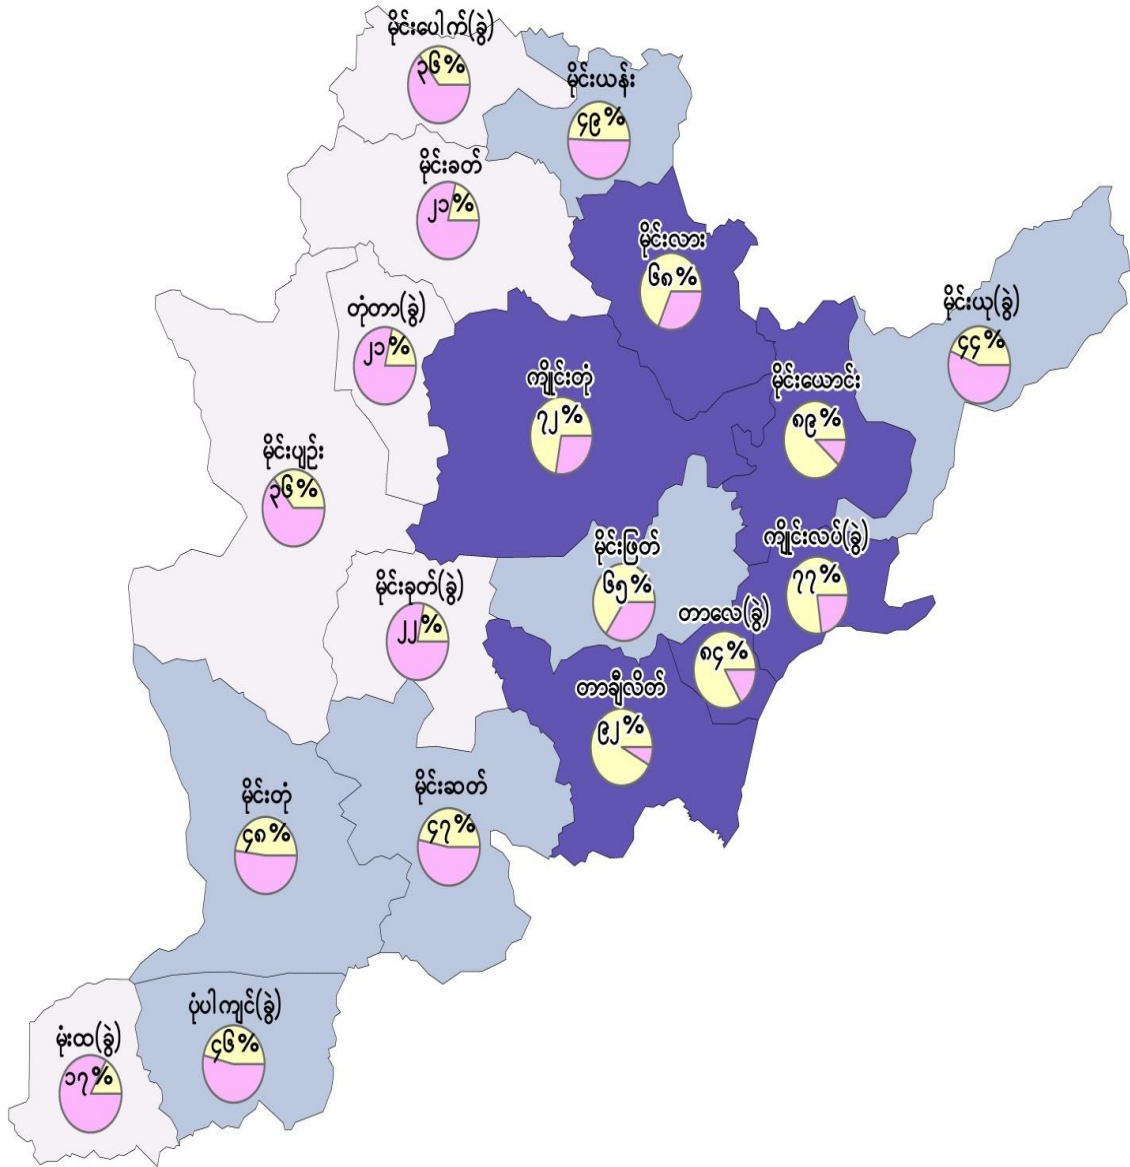 မိုင်းပေါက်(ခွဲ)
၃၆%
မိုင်းယန်း
၄၉%
မိုင်းခတ်
၂၁%
မိုင်းလား
၆၈%
မိုင်းယု(ခွဲ)
၄၄%
တုံတာ(ခွဲ)
၂၁%
ကျိုင်းတုံ
၇၂%
မိုင်းယောင်း
၈၉%
မိုင်းပျဉ်း
၃၆%
မိုင်းဖြတ်
၆၅%
ကျိုင်းလပ်(ခွဲ)
၇၇%
မိုင်းခုတ်(ခွဲ)
၂၂%
တာလေ(ခွဲ)
၈၄%
တာချီလိတ်
၉၂%
မိုင်းတုံ
၄၈%
မိုင်းဆတ်
၄၇%
ပုံပါကျင်(ခွဲ)
၄၆%
မုံးထ(ခွဲ)
၁၇%